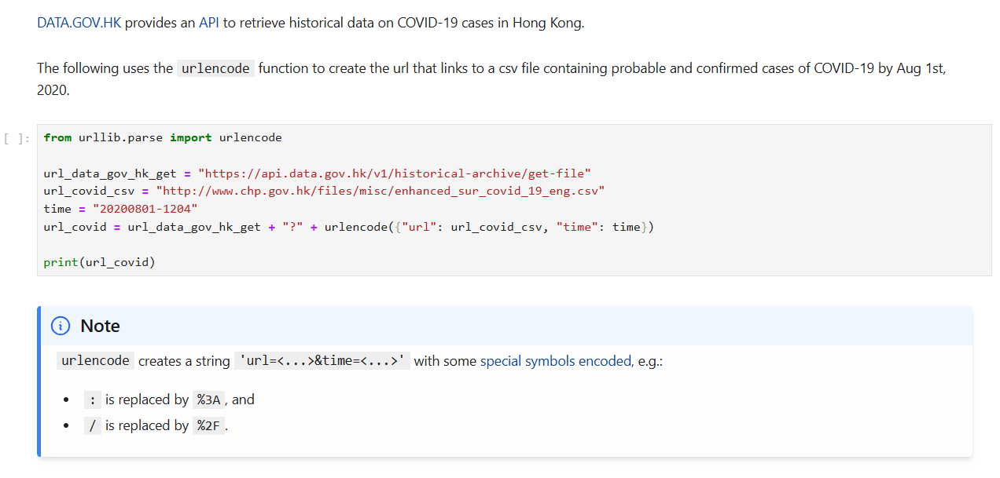 DATA.GOV.HK provides an API to retrieve historical data on COVID-19 cases in Hong Kong.
The following uses the urlencode function to create the url that links to a csv file containing probable and confirmed cases of COVID-19 by Aug 1st,
2020.
[ ]:
from urllib.parse import urlencode
url_data_gov_hk_get = "https://api.data.gov.hk/v1/historical-archive/get-file"
url_covid_csv = "http://www.chp.gov.hk/files/misc/enhanced_sur_covid_19_eng.csv"
time = "20200801-1204"
url_covid = url_data_gov_hk_get + "?" + urlencode({"url": url_covid_csv, "time": time})
print(url_covid)
Note
urlencode creates a string 'url=<...>&time=<...>' with some special symbols encoded, e.g.:
• : is replaced by %3A, and
• / is replaced by %2F.